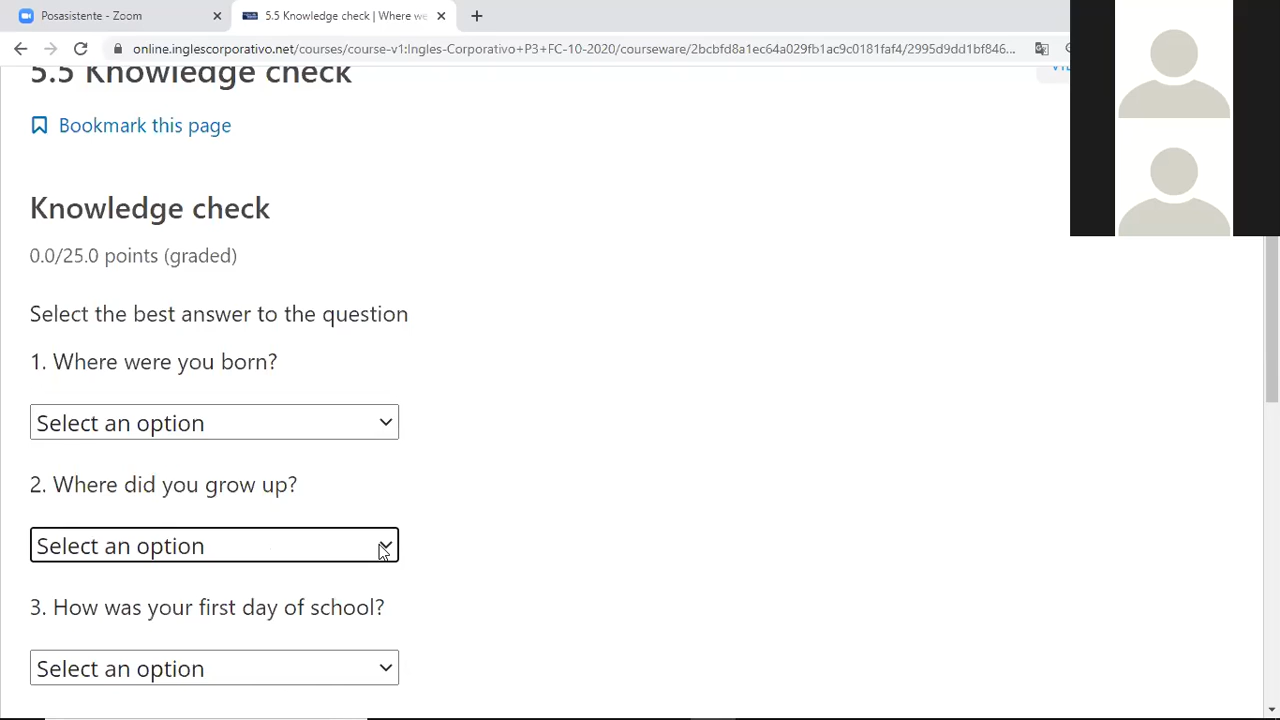 Posasistente - Zoom
5.5 Knowledge check | Where we
online.inglescorporativo.net/courses/course-v1:Ingles-Corporativo+P3+FC-10-2020/courseware/2bcbfd8a1ec64a029fb1ac9c0181faf4/2995d9dd1bf846...
5.5 Knowledge check
Bookmark this page
Knowledge check
0.0/25.0 points (graded)
Select the best answer to the question
1. Where were you born?
Select an option
2. Where did you grow up?
Select an option
3. How was your first day of school?
Select an option